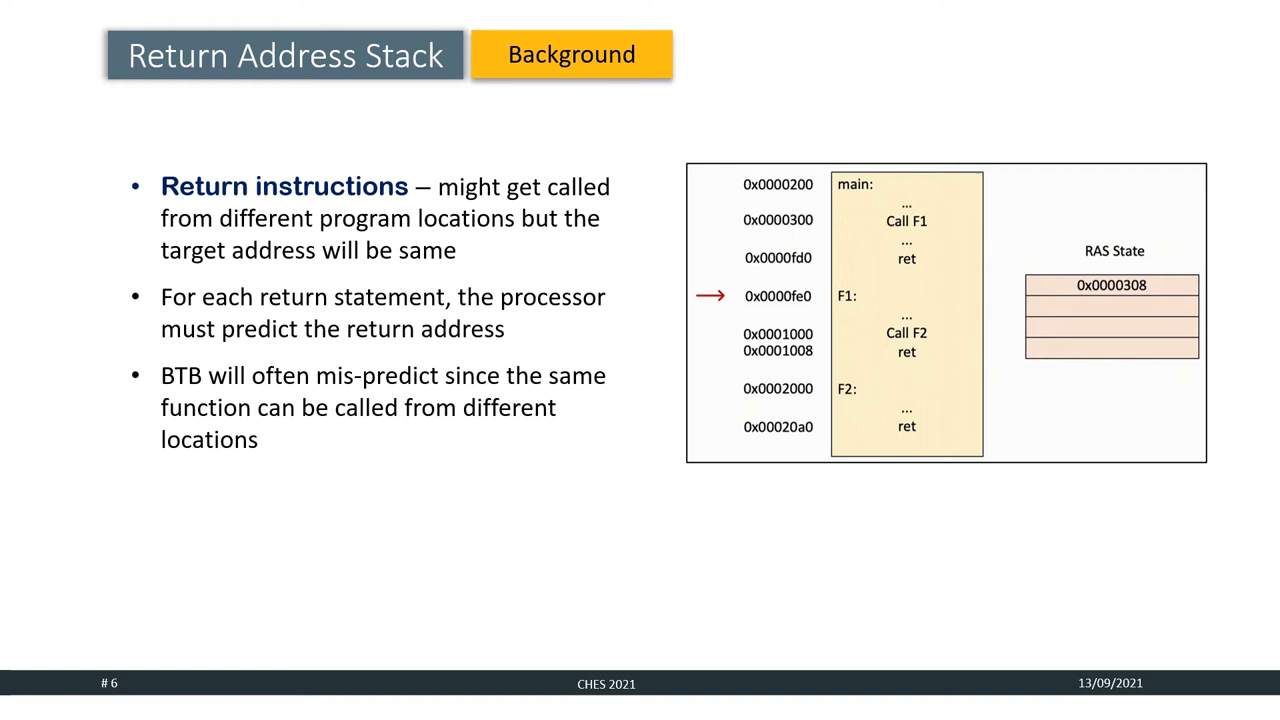 Return Address Stack
Background
• Return instructions – might get called
from different program locations but the
target address will be same
• For each return statement, the processor
must predict the return address
• BTB will often mis-predict since the same
function can be called from different
locations
0x0000200 main:
...
0x0000300 Call F1
...
0x0000fd0 ret
0x0000fe0 F1:
...
0x0001000 Call F2
0x0001008 ret
0x0002000 F2:
...
0x00020a0 ret
RAS State
0x0000308
# 6
CHES 2021
13/09/2021